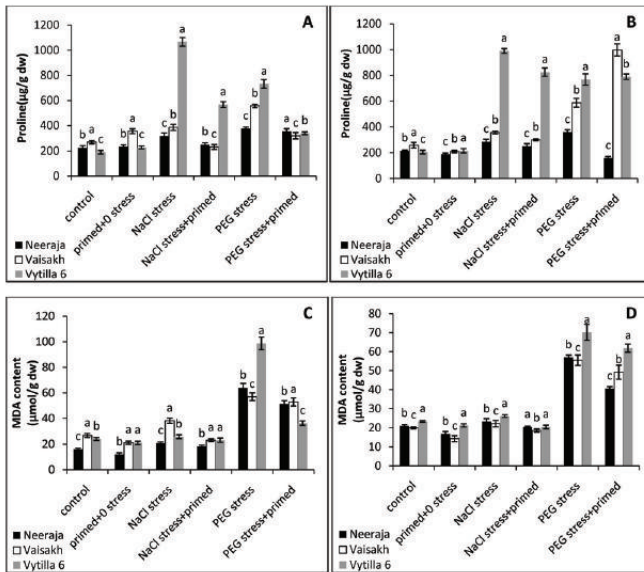 A
Proline(µg/g dw)
1200
1000
800
600
400
200
0
b a c
c a c
c b a
b b a
c b a
a b b
control
primed+0 stress
NaCl stress
NaCl stress+primed
PEG stress
PEG stress+primed
Neeraja
Vaisakh
Vytilla 6
B
Proline(µg/g dw)
1200
1000
800
600
400
200
0
b a b
c b a
c b a
c b a
c b a
c a b
control
primed+0 stress
NaCl stress
NaCl stress+primed
PEG stress
PEG stress+primed
Neeraja
Vaisakh
Vytilla 6
C
MDA content
(µmol/g dw)
120
100
80
60
40
20
0
c a a
b a a
c a b
b a a
b c a
b a c
control
primed+0 stress
NaCl stress
NaCl stress+primed
PEG stress
PEG stress+primed
Neeraja
Vaisakh
Vytilla 6
D
MDA content
(µmol/g dw)
80
70
60
50
40
30
20
10
0
b c a
b c a
b c a
a b a
b c a
c b a
control
primed+0 stress
NaCl stress
NaCl stress+primed
PEG stress
PEG stress+primed
Neeraja
Vaisakh
Vytilla 6